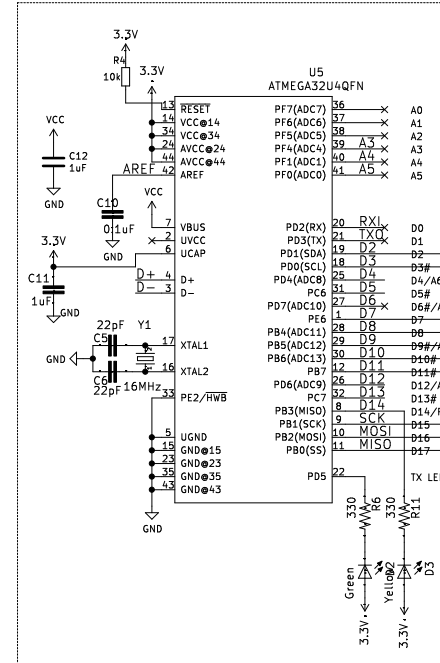 3.3V
R4
10k
3.3V
U5
ATMEGA32U4QFN
13 RESET
14 VCC@14
34 VCC@34
24 AVCC@24
44 AVCC@44
AREF 42 AREF
VCC
C12
1uF
GND
VCC
C10
0.1uF
GND
7 VBUS
2 UVCC
6 UCAP
3.3V
C11
1uF
GND
D+ 4 D+
D- 3 D-
22pF
C5
Y1
GND
C6
22pF
16MHz
17 XTAL1
16 XTAL2
33 PE2/HWB
5 UGND
15 GND@15
23 GND@23
35 GND@35
43 GND@43
GND
PF7(ADC7) 36 A0
PF6(ADC6) 37 A1
PF5(ADC5) 38 A2
PF4(ADC4) 39 A3 A3
PF1(ADC1) 40 A4 A4
PF0(ADC0) 41 A5 A5
PD2(RX) 20 RXI D0
PD3(TX) 21 TXO D1
PD1(SDA) 19 D2 D2
PD0(SCL) 18 D3 D3#
PD4(ADC8) 25 D4 D4/A6
PC6 31 D5 D5#
PD7(ADC10) 27 D6 D6#/A
PE6 1 D7 D7
PB4(ADC11) 28 D8 D8
PB5(ADC12) 29 D9 D9#/A
PB6(ADC13) 30 D10 D10#
PB7 12 D11 D11#
PD6(ADC9) 26 D12 D12/A
PC7 32 D13 D13#
PB3(MISO) 8 D14 D14/
PB1(SCK) 9 SCK D15
PB2(MOSI) 10 MOSI D16
PB0(SS) 11 MISO D17
PD5 22
TX LE
330
R6
330
R11
Green
D2
Yellow
D3
3.3V
3.3V